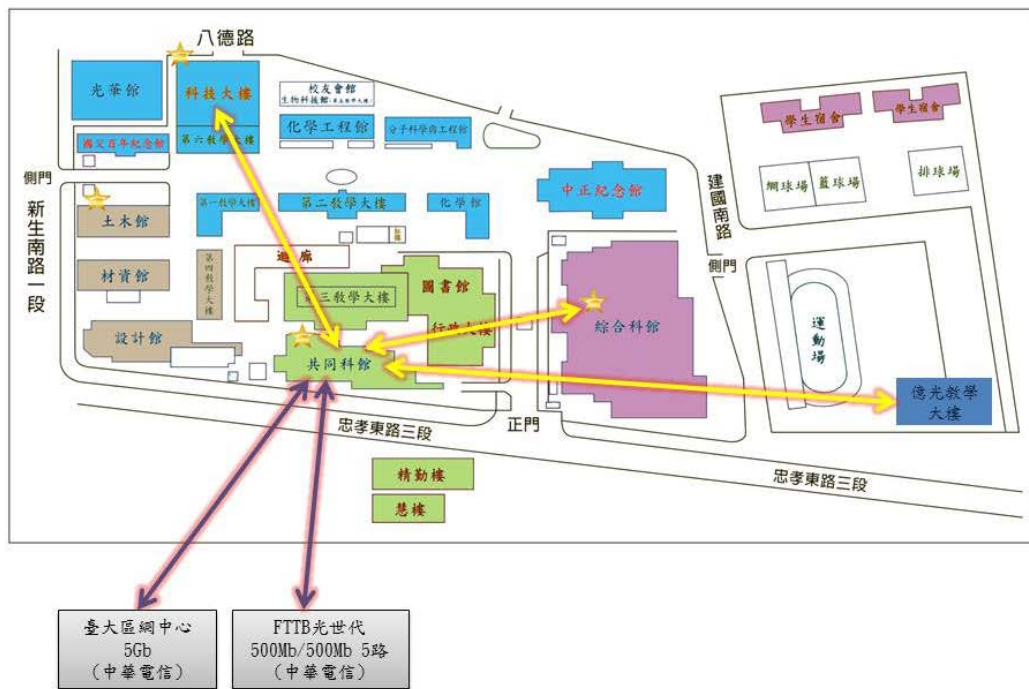 八德路
光華館
科技大樓
校友會館
生物科技館(第五教學大樓)
化學工程館
分子科學與工程館
第六教學大樓
國父百年紀念館
學生宿舍
學生宿舍
側門
新生南路一段
土木館
第一教學大樓
第二教學大樓
化學館
中正紀念館
建國南路
網球場
籃球場
排球場
材資館
第四教學大樓
圖書館
三教學大樓
側門
設計館
行政大樓
綜合科館
運動場
共同科館
億光教學
大樓
正門
忠孝東路三段
忠孝東路三段
精勤樓
慧樓
臺大區網中心
5Gb
(中華電信)
FTTB光世代
500Mb/500Mb 5路
(中華電信)